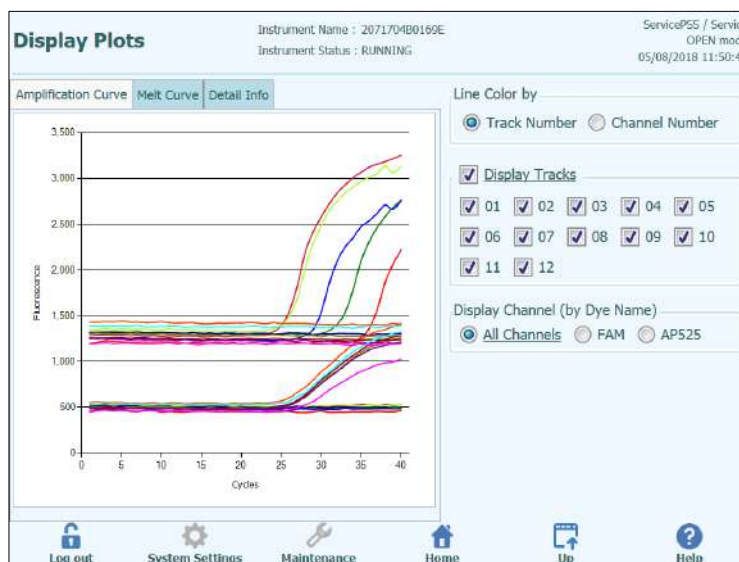 Display Plots
Instrument Name : 2071704B0169E
Instrument Status : RUNNING
ServicePSS / Servic
OPEN mod
05/08/2018 11:50:4
Amplification Curve Melt Curve Detail Info
3,500
3,000
2,500
2,000
1,500
1,000
500
0
Fluorescence
0 5 10 15 20 25 30 35 40
Cycles
Line Color by
Track Number Channel Number
Display Tracks
01 02 03 04 05
06 07 08 09 10
11 12
Display Channel (by Dye Name)
All Channels FAM AP525
Log out System Settings Maintenance Home Up Help